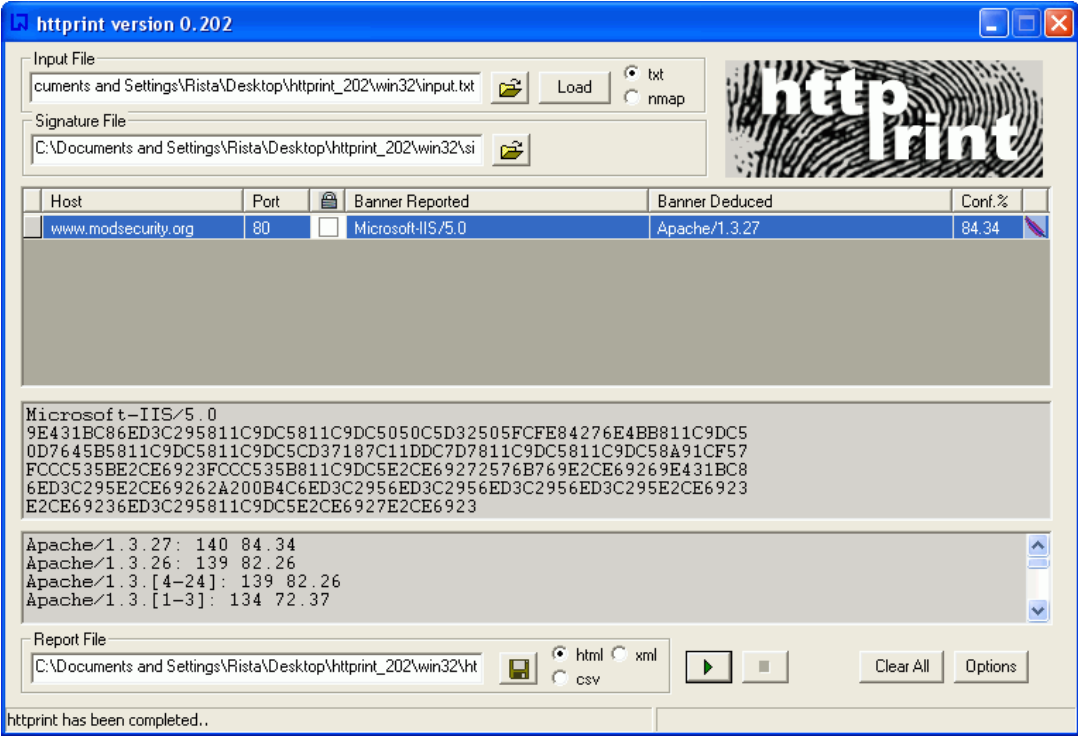 httprint version 0.202
Input File
cuments and Settings\Rista\Desktop\httprint_202\win32\input.txt
Load
txt
nmap
http
print
Signature File
C:\Documents and Settings\Rista\Desktop\httprint_202\win32\si
Host Port Banner Reported Banner Deduced Conf.%
www.modsecurity.org 80 Microsoft-IIS/5.0 Apache/1.3.27 84.34
Microsoft-IIS/5.0
9E431BC86ED3C295811C9DC5811C9DC5050C5D32505FCFE84276E4BB811C9DC5
0D7645B5811C9DC5811C9DC5CD37187C11DDC7D7811C9DC5811C9DC58A91CF57
FCCC535BE2CE6923FCCC535B811C9DC5E2CE69272576B769E2CE69269E431BC8
6ED3C295E2CE69262A200B4C6ED3C2956ED3C2956ED3C2956ED3C295E2CE6923
E2CE69236ED3C295811C9DC5E2CE6927E2CE6923
Apache/1.3.27: 140 84.34
Apache/1.3.26: 139 82.26
Apache/1.3.[4-24]: 139 82.26
Apache/1.3.[1-3]: 134 72.37
Report File
C:\Documents and Settings\Rista\Desktop\httprint_202\win32\ht
html
xml
csv
Clear All
Options
httprint has been completed..